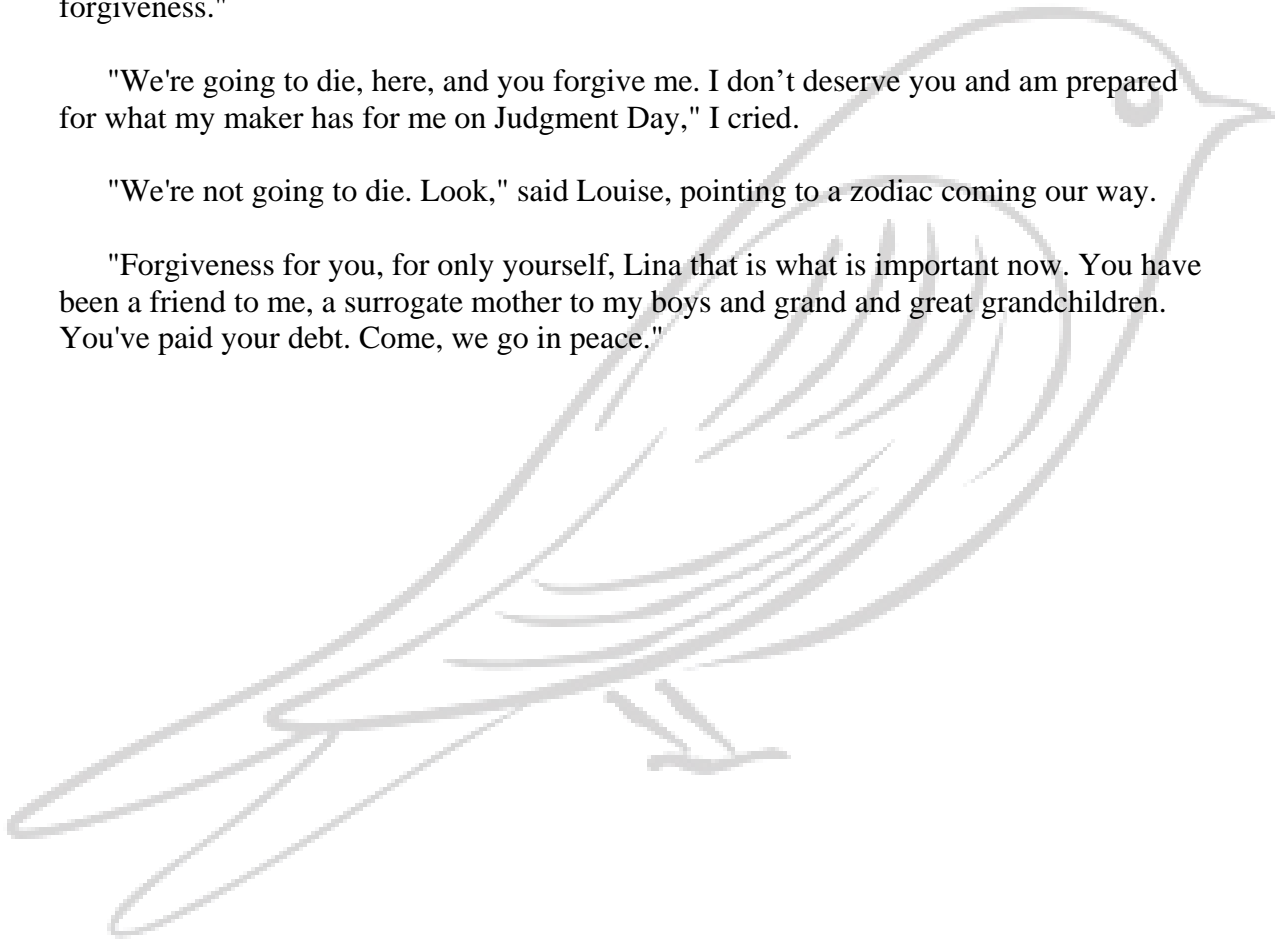 forgiveness."
"We're going to die, here, and you forgive me. I don’t deserve you and am prepared
for what my maker has for me on Judgment Day," I cried.
"We're not going to die. Look," said Louise, pointing to a zodiac coming our way.
"Forgiveness for you, for only yourself, Lina that is what is important now. You have
been a friend to me, a surrogate mother to my boys and grand and great grandchildren.
You've paid your debt. Come, we go in peace."